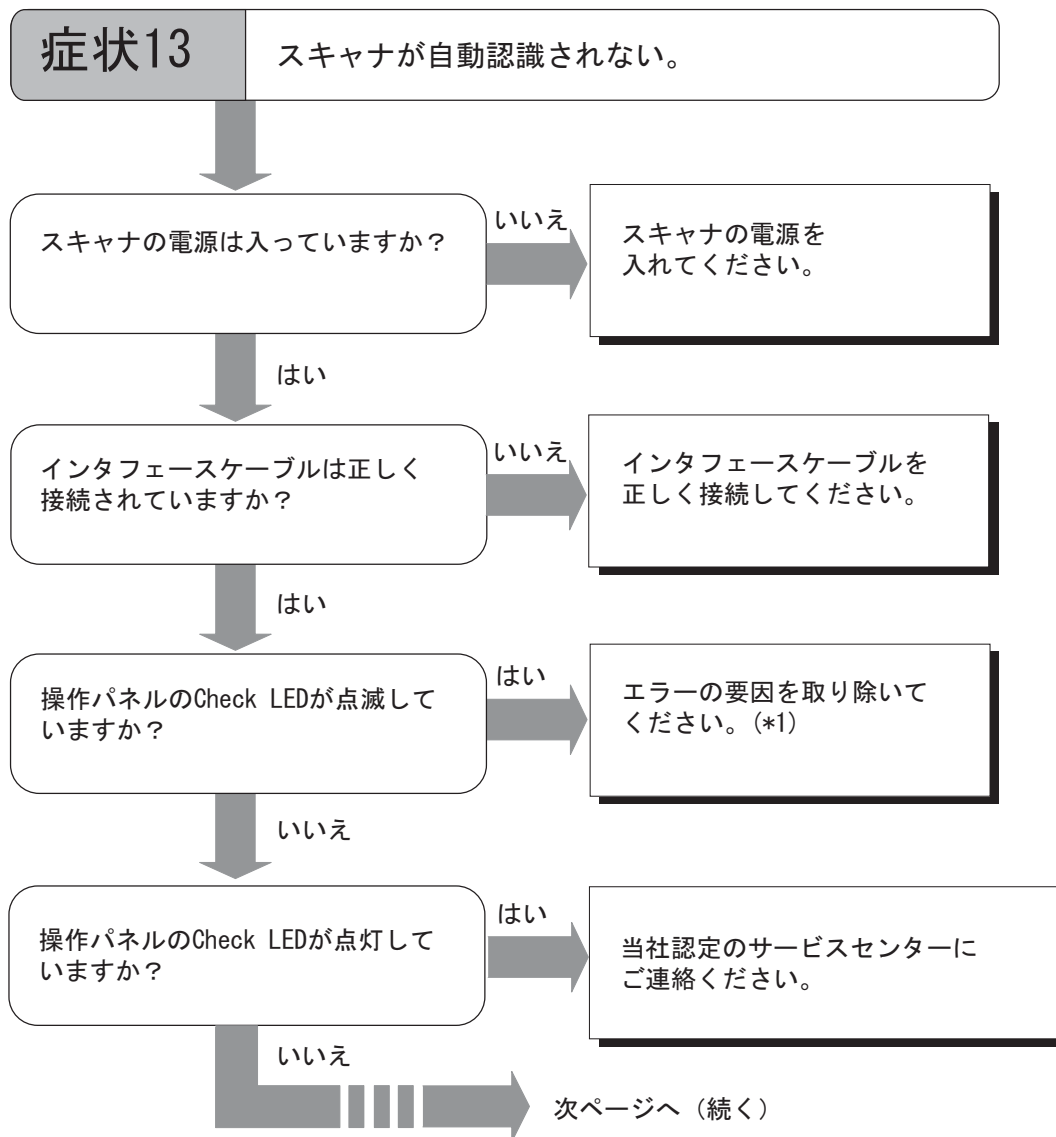 症状13
スキャナが自動認識されない。
スキャナの電源は入っていますか？
いいえ
スキャナの電源を
入れてください。
はい
インタフェースケーブルは正しく
接続されていますか？
いいえ
インタフェースケーブルを
正しく接続してください。
はい
操作パネルのCheck LEDが点滅して
いますか？
はい
エラーの要因を取り除いて
ください。(*1)
いいえ
操作パネルのCheck LEDが点灯して
いますか？
はい
当社認定のサービスセンターに
ご連絡ください。
いいえ
次ページへ（続く）